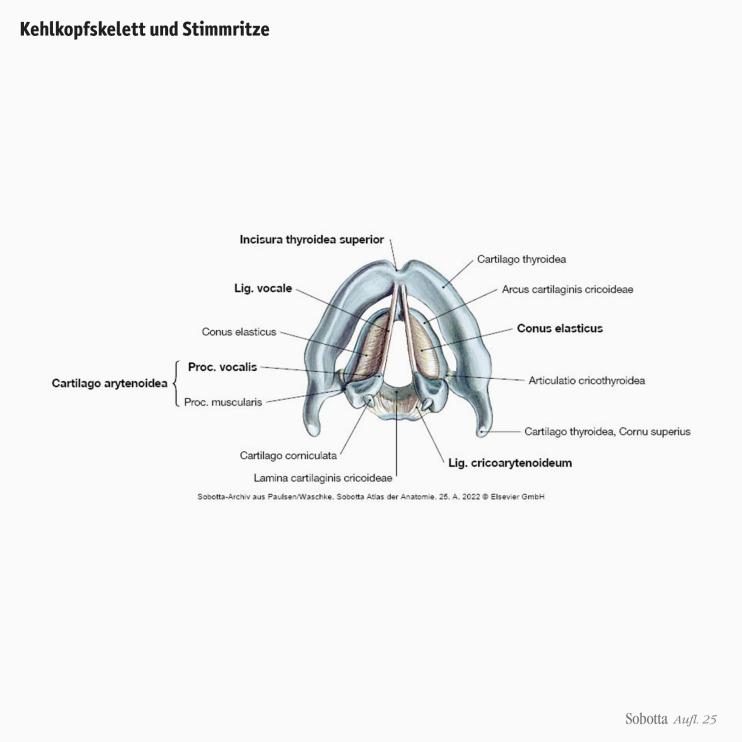 Kehlkopfskelett und Stimmritze
Incisura thyroidea superior
Cartilago thyroidea
Lig. vocale
Arcus cartilaginis cricoideae
Conus elasticus
Conus elasticus
Proc. vocalis
Cartilago arytenoidea
Articulatio cricothyroidea
Proc. muscularis
Cartilago thyroidea, Cornu superius
Cartilago corniculata
Lig. cricoarytenoideum
Lamina cartilaginis cricoideae
Sobotta-Archiv aus Paulsen/Waschke, Sobotta Atlas der Anatomie, 25. A. 2022 © Elsevier GmbH
Sobotta Aufl. 25